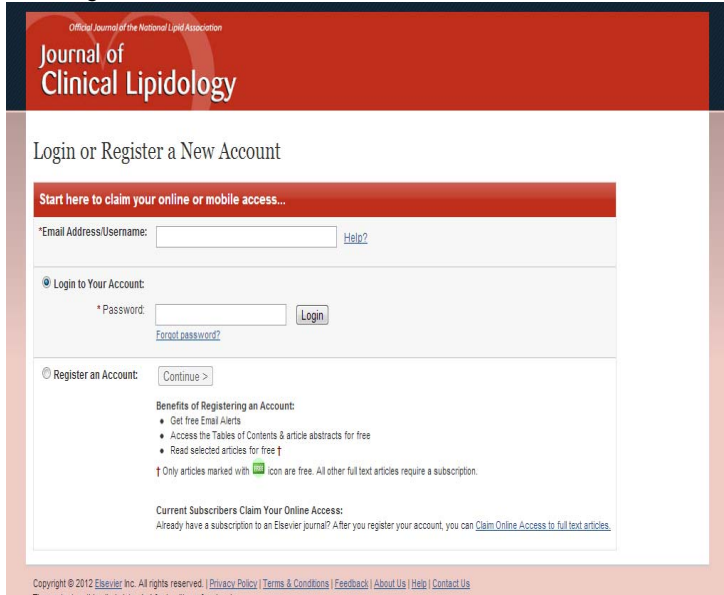 Official Journal of the National Lipid Association
Journal of
Clinical Lipidology
Login or Register a New Account
Start here to claim your online or mobile access...
*Email Address/Username:
Help?
Login to Your Account:
* Password:
Login
Forgot password?
Register an Account:
Continue >
Benefits of Registering an Account:
• Get free Email Alerts
• Access the Tables of Contents & article abstracts for free
• Read selected articles for free †
† Only articles marked with FREE icon are free. All other full text articles require a subscription.
Current Subscribers Claim Your Online Access:
Already have a subscription to an Elsevier journal? After you register your account, you can Claim Online Access to full text articles.
Copyright © 2012 Elsevier Inc. All rights reserved. | Privacy Policy | Terms & Conditions | Feedback | About Us | Help | Contact Us